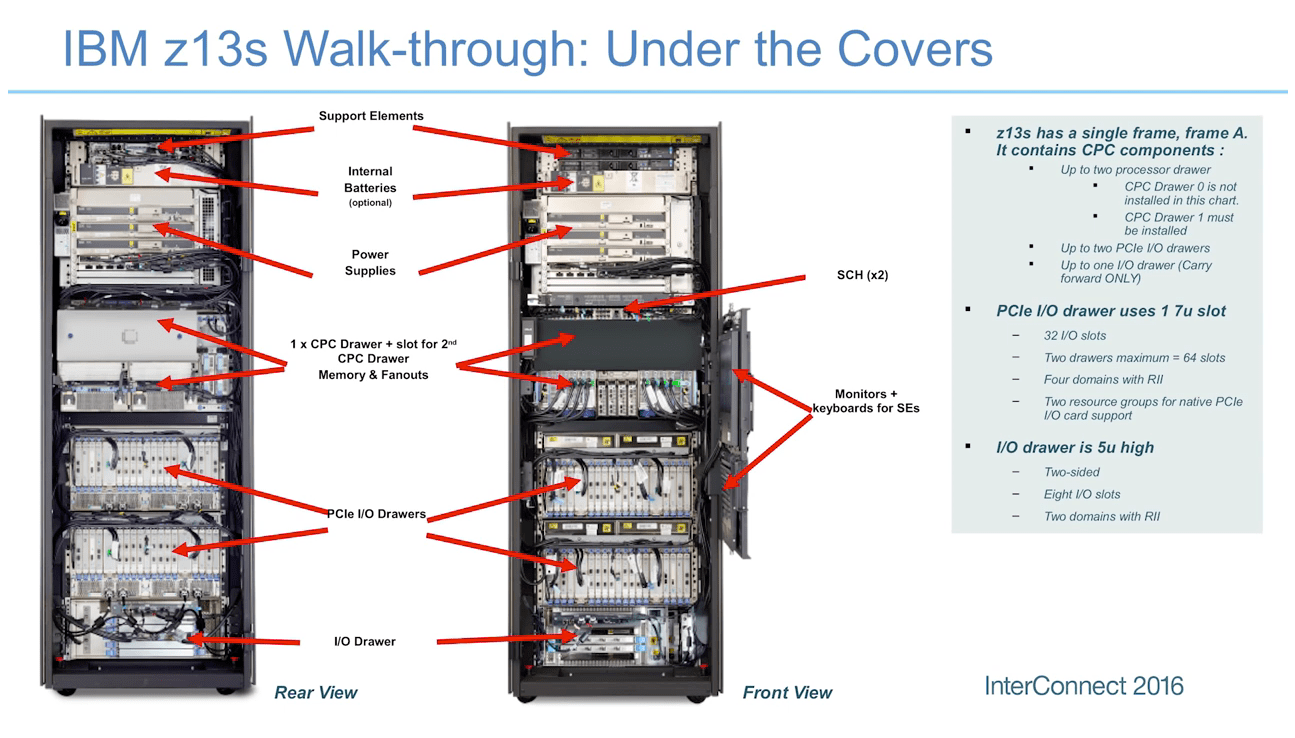 IBM z13s Walk-through: Under the Covers
Support Elements
Internal
Batteries
(optional)
Power
Supplies
SCH (x2)
1 x CPC Drawer + slot for 2nd
CPC Drawer
Memory & Fanouts
Monitors +
keyboards for SEs
PCIe I/O Drawers
I/O Drawer
Rear View
Front View
▪ z13s has a single frame, frame A.
It contains CPC components :
▪ Up to two processor drawer
▪ CPC Drawer 0 is not
installed in this chart.
▪ CPC Drawer 1 must
be installed
▪ Up to two PCIe I/O drawers
▪ Up to one I/O drawer (Carry
forward ONLY)
▪ PCIe I/O drawer uses 1 7u slot
– 32 I/O slots
– Two drawers maximum = 64 slots
– Four domains with RII
– Two resource groups for native PCIe
I/O card support
▪ I/O drawer is 5u high
– Two-sided
– Eight I/O slots
– Two domains with RII
InterConnect 2016